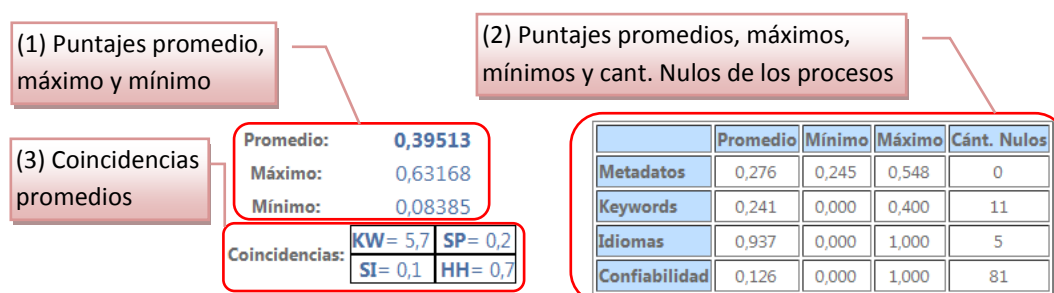 (1) Puntajes promedio,
máximo y mínimo
(2) Puntajes promedios, máximos,
mínimos y cant. Nulos de los procesos
(3) Coincidencias
promedios
Promedio: 0,39513
Máximo: 0,63168
Mínimo: 0,08385
Coincidencias: KW= 5,7 SP= 0,2
SI= 0,1 HH= 0,7
Promedio Mínimo Máximo Cánt. Nulos
Metadatos 0,276 0,245 0,548 0
Keywords 0,241 0,000 0,400 11
Idiomas 0,937 0,000 1,000 5
Confiabilidad 0,126 0,000 1,000 81